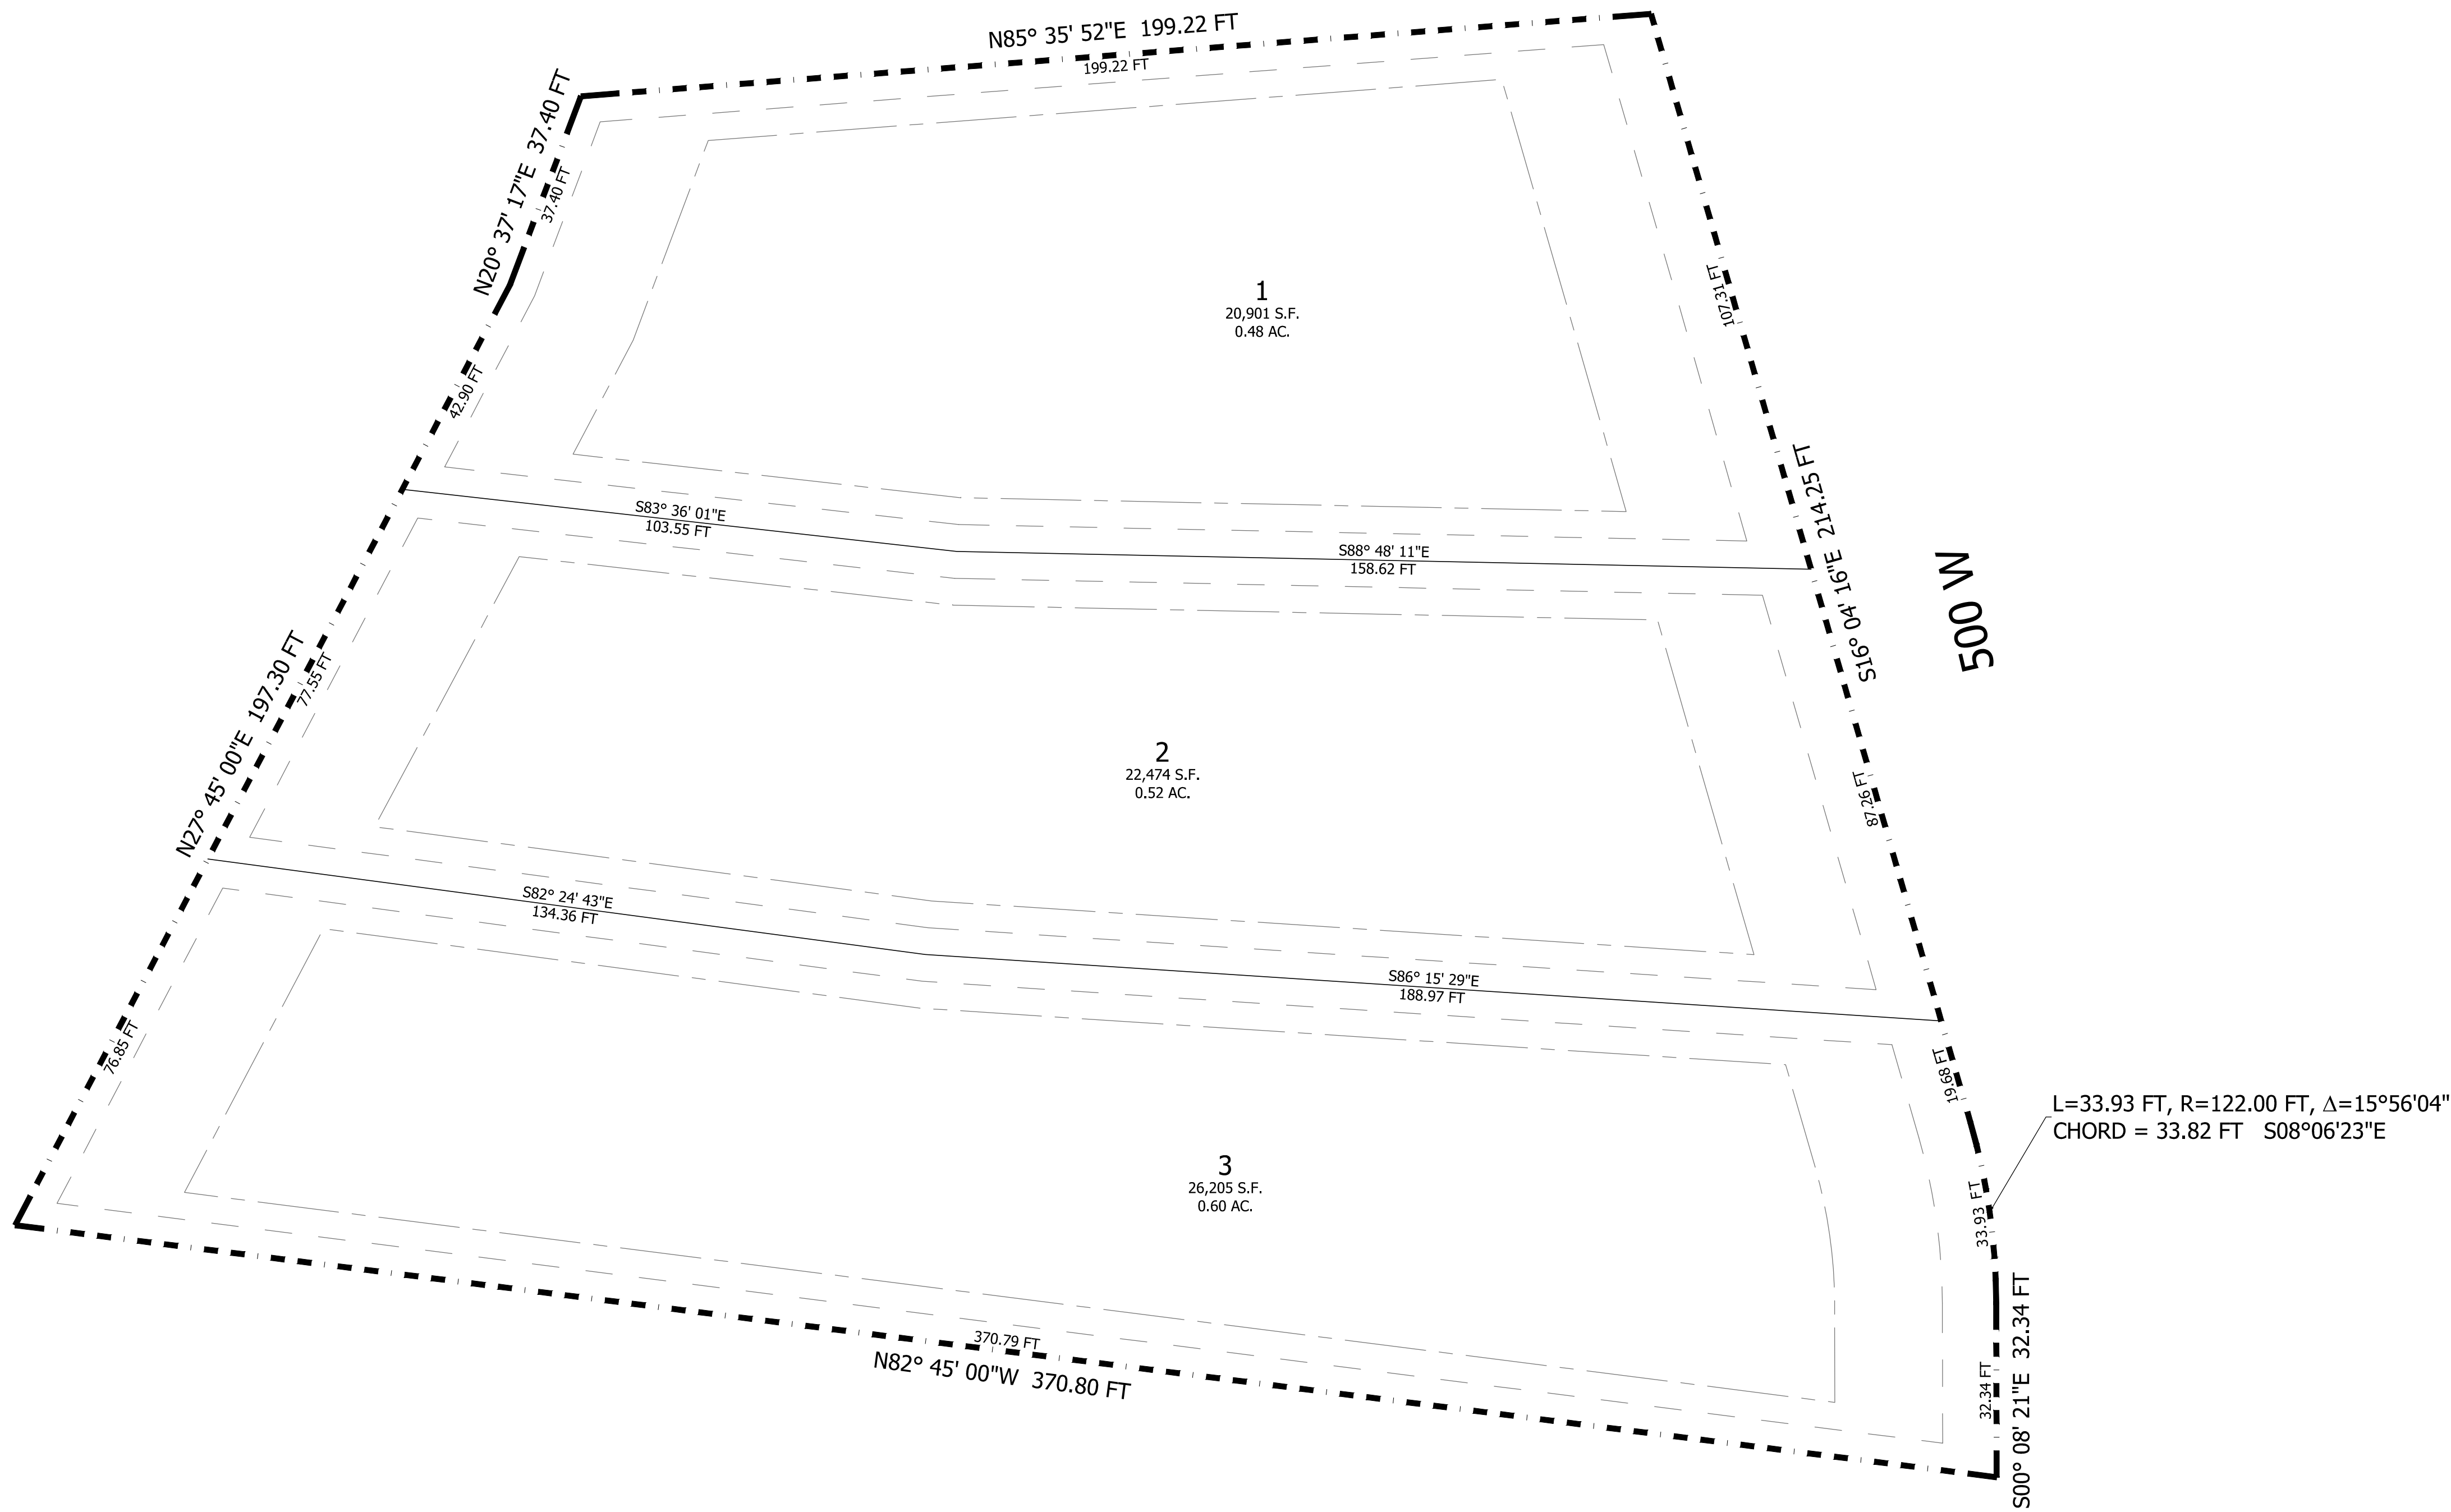 N85° 35' 52"E  199.22 FT
199.22 FT
N20° 37' 17"E  37.40 FT
37.40 FT
42.90 FT
1
20,901 S.F.
0.48 AC.
107.31 FT
S83° 36' 01"E
103.55 FT
S88° 48' 11"E
158.62 FT
S16° 04' 16"E  214.25 FT
500 W
N27° 45' 00"E  197.30 FT
77.55 FT
2
22,474 S.F.
0.52 AC.
87.26 FT
S82° 24' 43"E
134.36 FT
S86° 15' 29"E
188.97 FT
76.85 FT
19.68 FT
L=33.93 FT, R=122.00 FT, Δ=15°56'04"
CHORD = 33.82 FT   S08°06'23"E
3
26,205 S.F.
0.60 AC.
33.93 FT
370.79 FT
N82° 45' 00"W  370.80 FT
32.34 FT
S00° 08' 21"E  32.34 FT